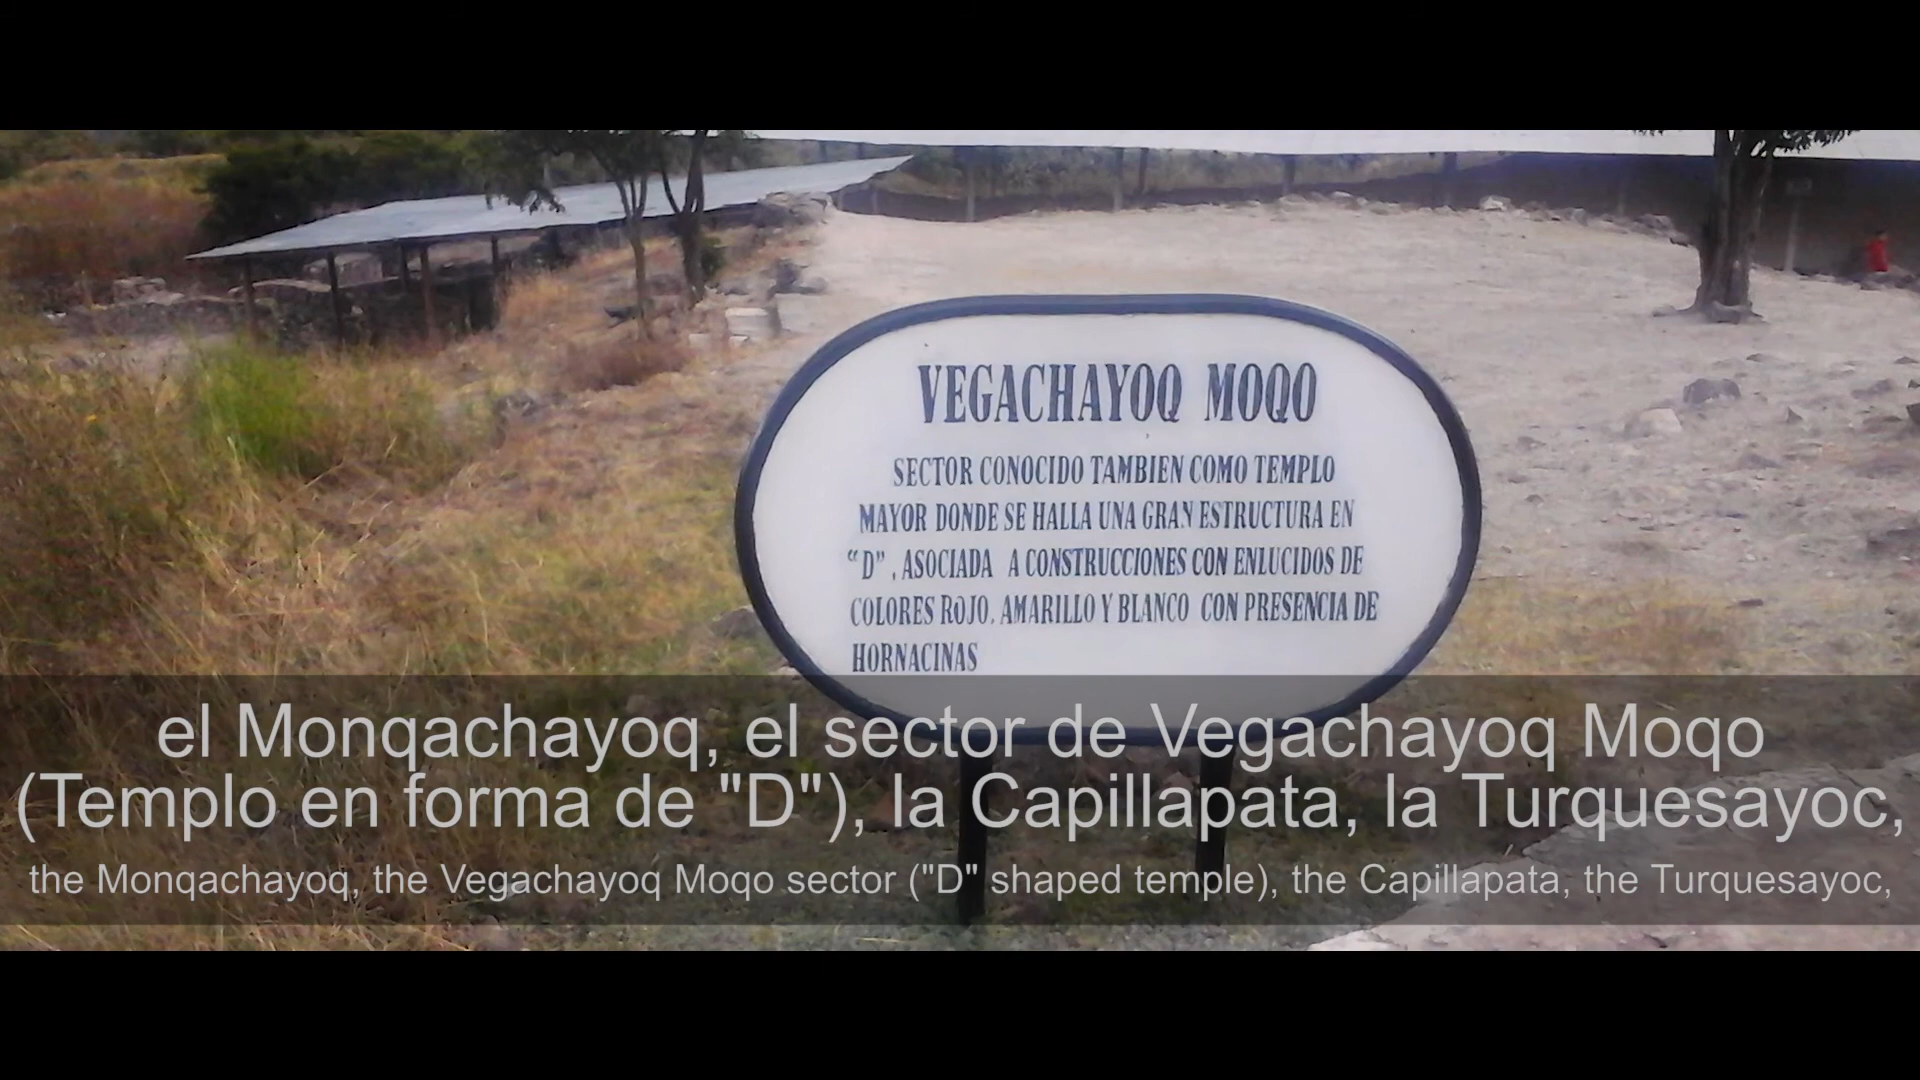 VEGACHAYOQ MOQO
SECTOR CONOCIDO TAMBIEN COMO TEMPLO
MAYOR DONDE SE HALLA UNA GRAN ESTRUCTURA EN
“D”, ASOCIADA A CONSTRUCCIONES CON ENLUCIDOS DE
COLORES ROJO, AMARILLO Y BLANCO CON PRESENCIA DE
HORNACINAS
el Monqachayoq, el sector de Vegachayoq Moqo
(Templo en forma de "D"), la Capillapata, la Turquesayoc,
the Monqachayoq, the Vegachayoq Moqo sector ("D" shaped temple), the Capillapata, the Turquesayoc,